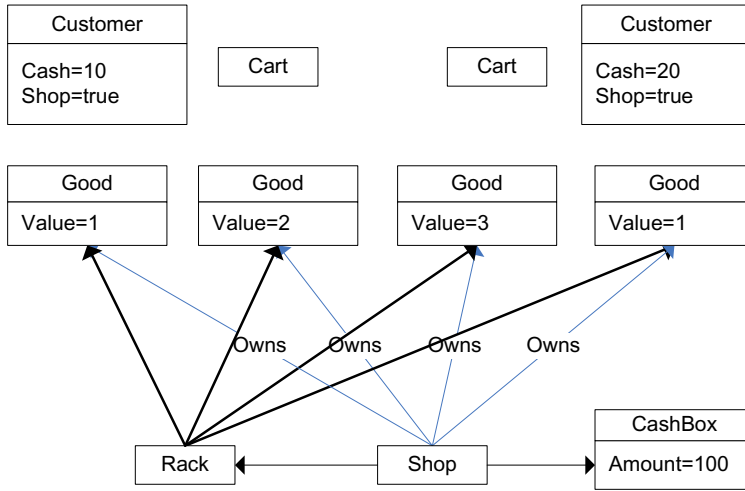 Customer
Cash=10
Shop=true
Cart
Cart
Customer
Cash=20
Shop=true
Good
Value=1
Good
Value=2
Good
Value=3
Good
Value=1
Owns
Owns
Owns
Owns
Rack
Shop
CashBox
Amount=100